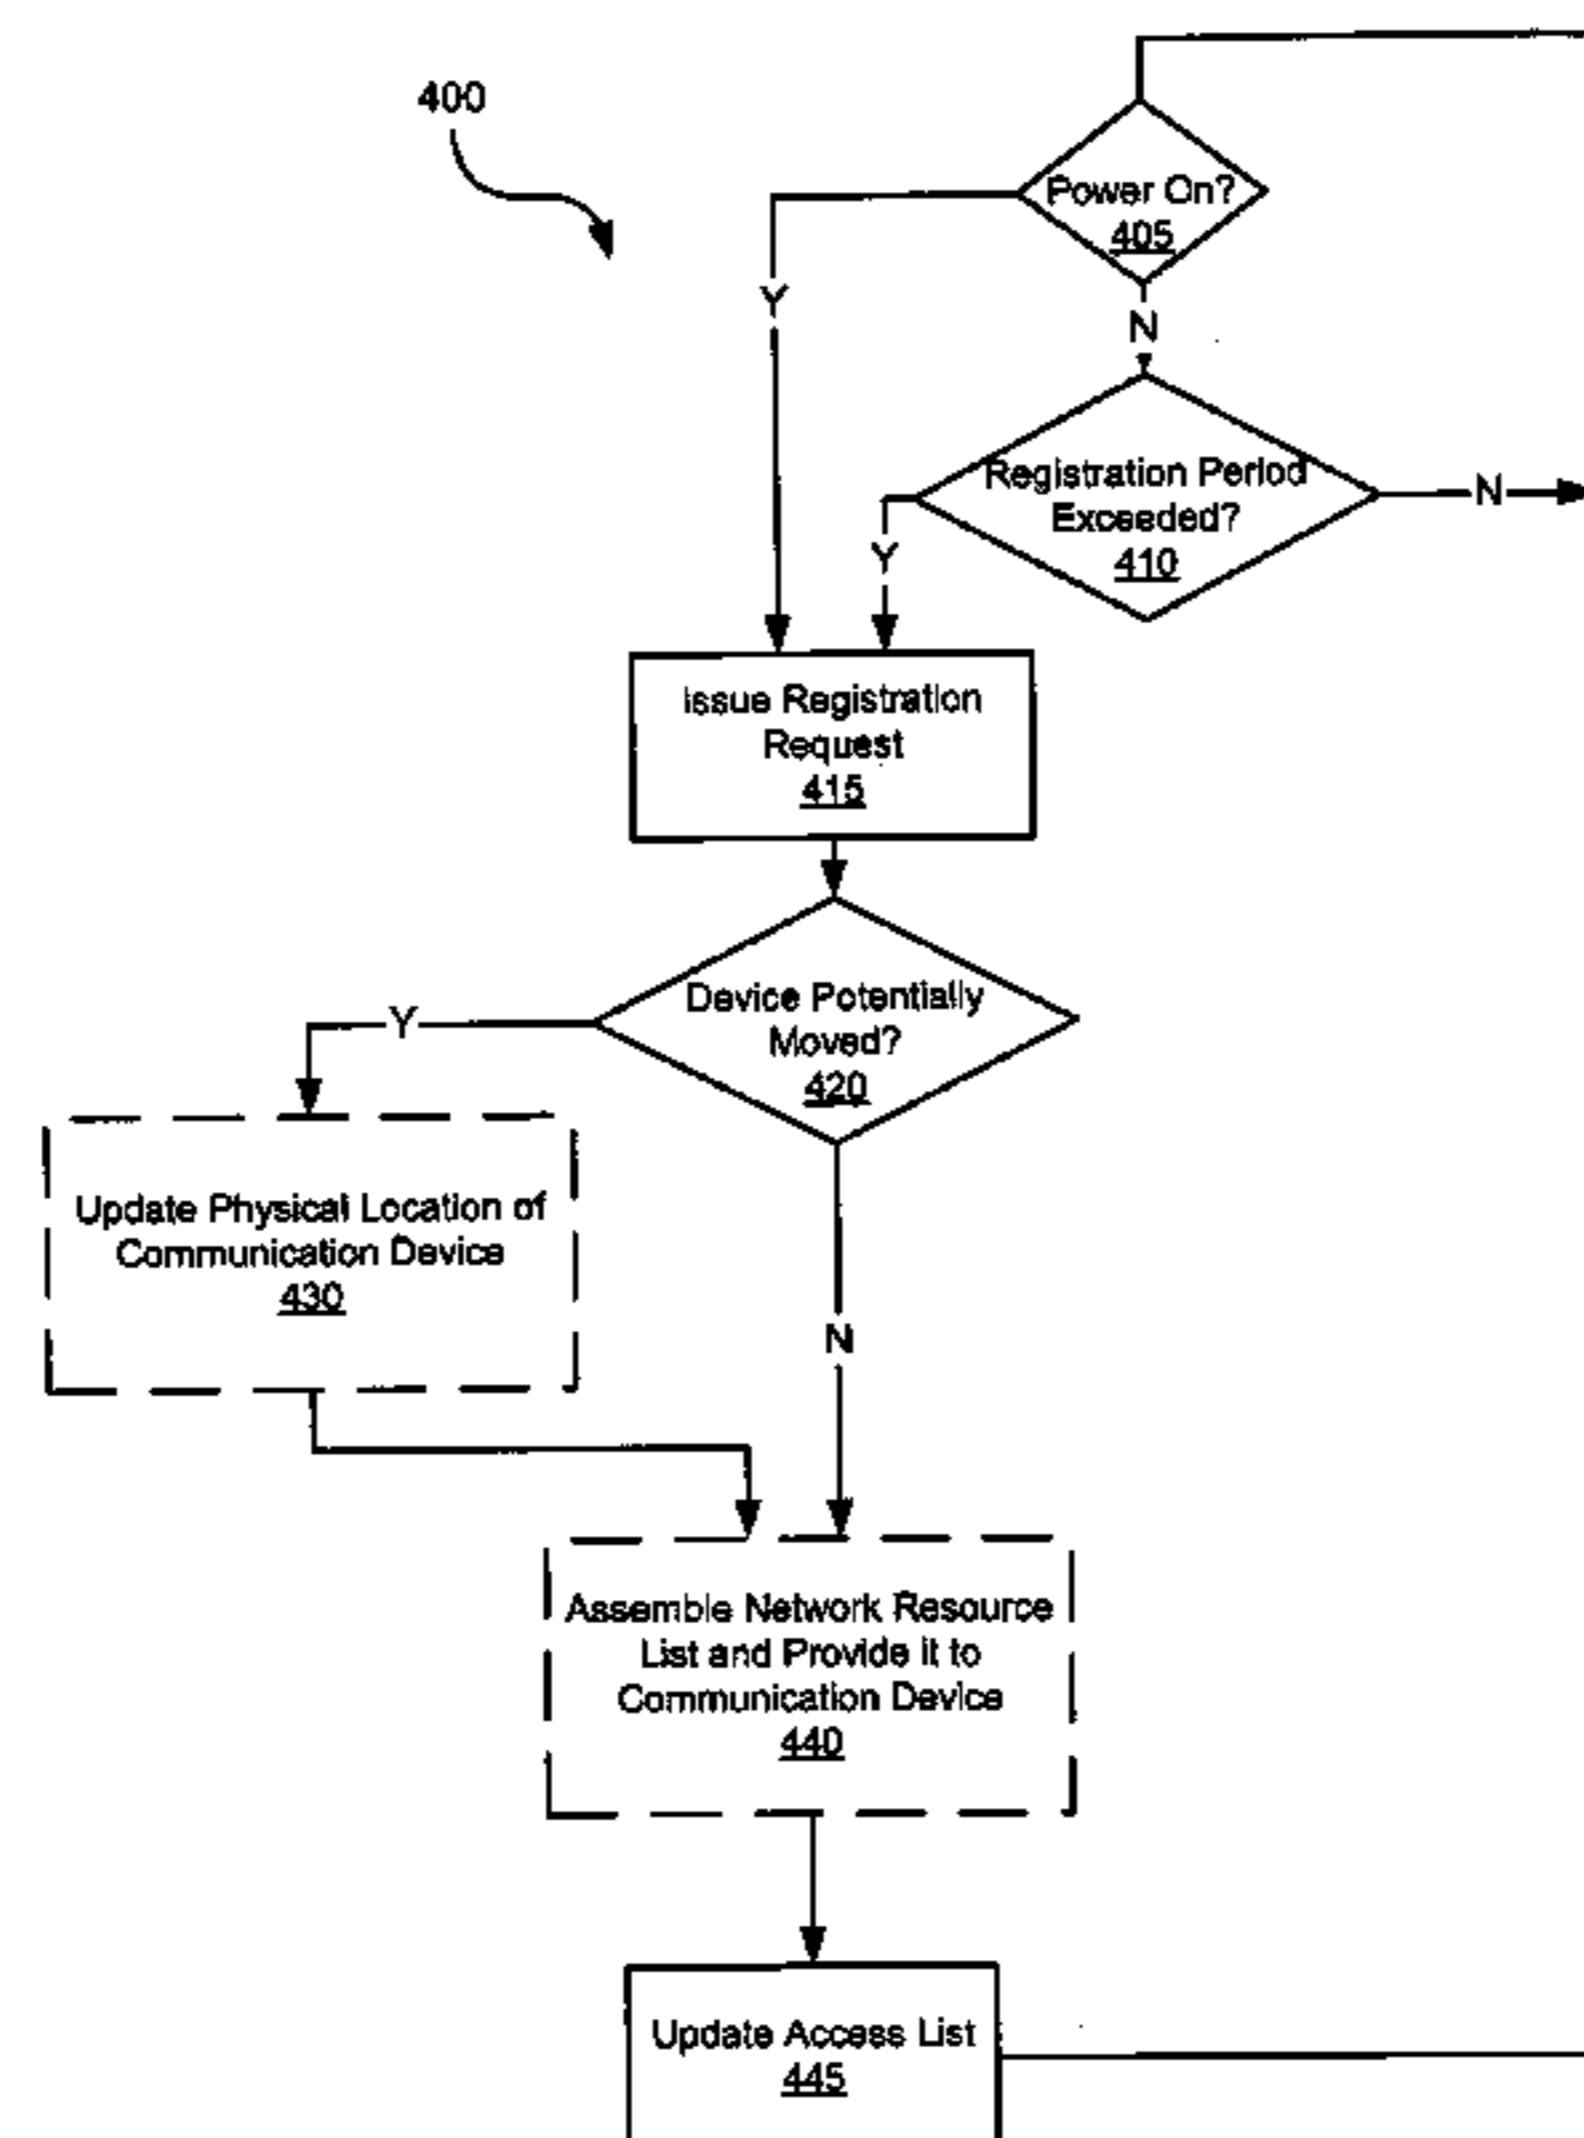 400
Power On?
405
Y
N
Registration Period
Exceeded?
410
N
Y
Issue Registration
Request
415
Device Potentially
Moved?
420
Y
Update Physical Location of
Communication Device
430
N
Assemble Network Resource
List and Provide it to
Communication Device
440
Update Access List
445